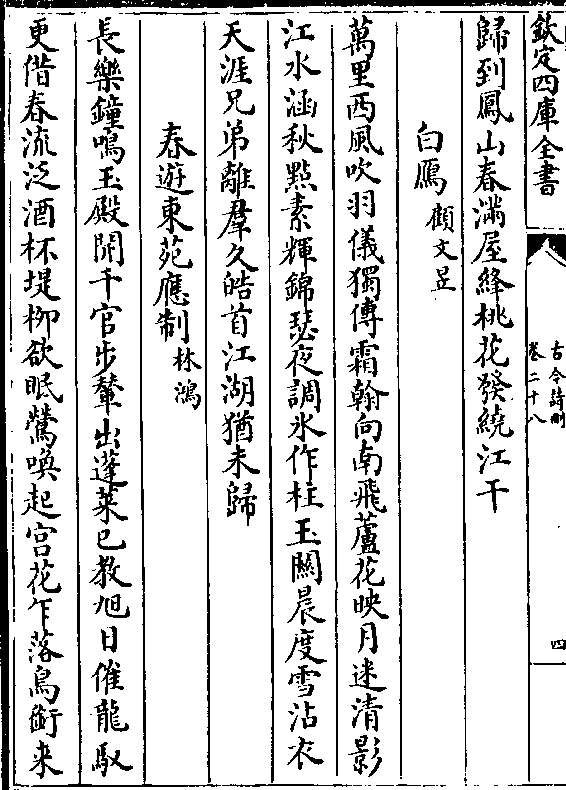 欽定四庫全書
古今詩刪
卷二十八
四
歸到鳳山春滿屋絳桃花發繞江干
白鴈顧文昱
萬里西風吹羽儀獨傳霜翰向南飛蘆花映月迷清影
江水涵秋點素輝錦瑟夜調氷作柱玉關晨度雪沾衣
天涯兄弟離羣久皓首江湖猶未歸
春遊東苑應制林鴻
長樂鐘鳴玉殿開千官步輦出蓬萊已教旭日催龍馭
更借春流泛酒杯堤柳欲眠鶯喚起宮花乍落鳥銜来